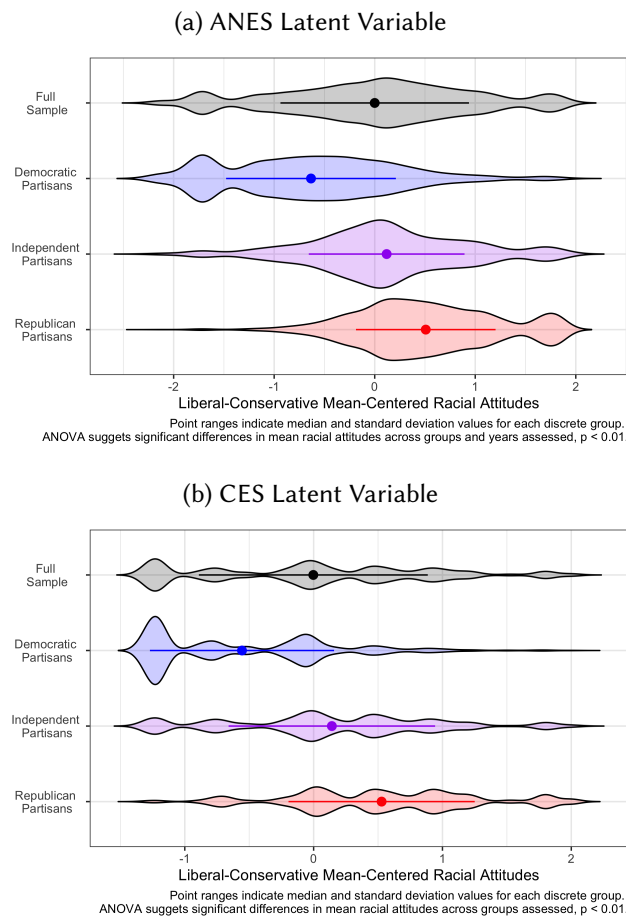 (a) ANES Latent Variable
Full
Sample
Democratic
Partisans
Independent
Partisans
Republican
Partisans
-2 -1 0 1 2
Liberal-Conservative Mean-Centered Racial Attitudes
Point ranges indicate median and standard deviation values for each discrete group.
ANOVA suggets significant differences in mean racial attitudes across groups and years assessed, p < 0.01
(b) CES Latent Variable
Full
Sample
Democratic
Partisans
Independent
Partisans
Republican
Partisans
-1 0 1 2
Liberal-Conservative Mean-Centered Racial Attitudes
Point ranges indicate median and standard deviation values for each discrete group.
ANOVA suggets significant differences in mean racial attitudes across groups assessed, p < 0.01